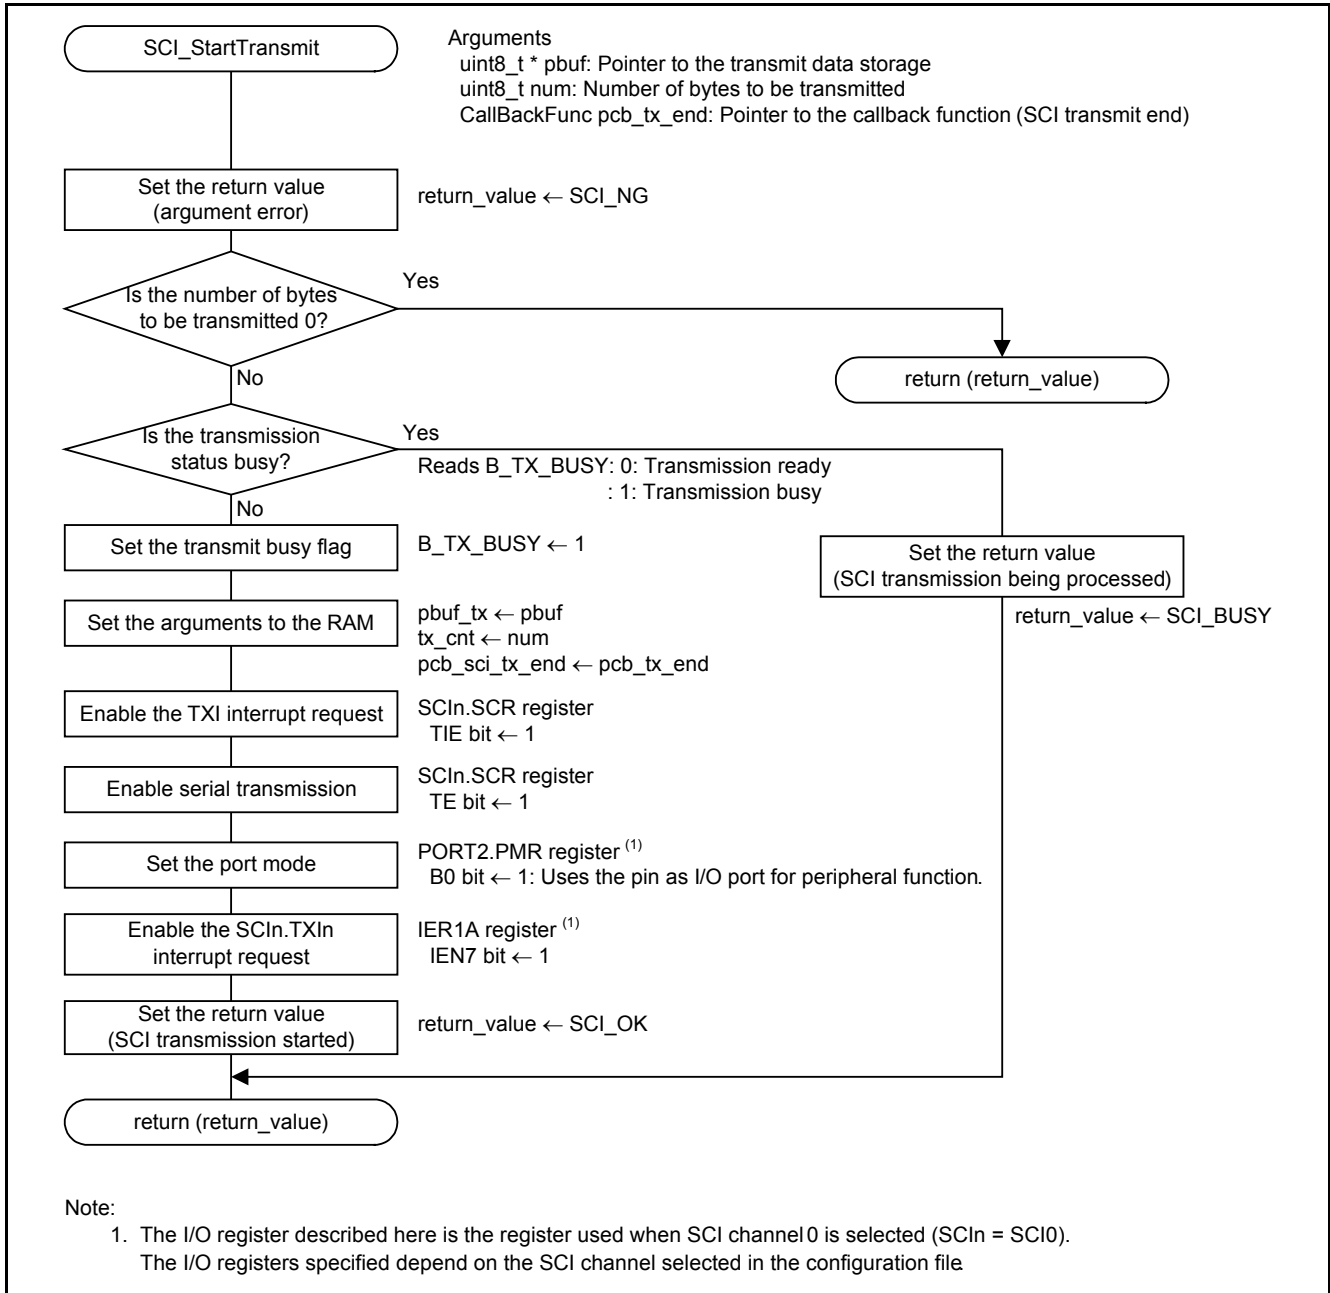 SCI_StartTransmit
Arguments
uint8_t * pbuf: Pointer to the transmit data storage
uint8_t num: Number of bytes to be transmitted
CallBackFunc pcb_tx_end: Pointer to the callback function (SCI transmit end)
Set the return value
(argument error)
return_value ← SCI_NG
Is the number of bytes
to be transmitted 0?
Yes
return (return_value)
No
Is the transmission
status busy?
Yes
Reads B_TX_BUSY: 0: Transmission ready
: 1: Transmission busy
No
Set the transmit busy flag
B_TX_BUSY ← 1
Set the return value
(SCI transmission being processed)
return_value ← SCI_BUSY
Set the arguments to the RAM
pbuf_tx ← pbuf
tx_cnt ← num
pcb_sci_tx_end ← pcb_tx_end
Enable the TXI interrupt request
SCIn.SCR register
TIE bit ← 1
Enable serial transmission
SCIn.SCR register
TE bit ← 1
Set the port mode
PORT2.PMR register (1)
B0 bit ← 1: Uses the pin as I/O port for peripheral function.
Enable the SCIn.TXIn
interrupt request
IER1A register (1)
IEN7 bit ← 1
Set the return value
(SCI transmission started)
return_value ← SCI_OK
return (return_value)
Note:
1. The I/O register described here is the register used when SCI channel 0 is selected (SCIn = SCI0).
The I/O registers specified depend on the SCI channel selected in the configuration file.